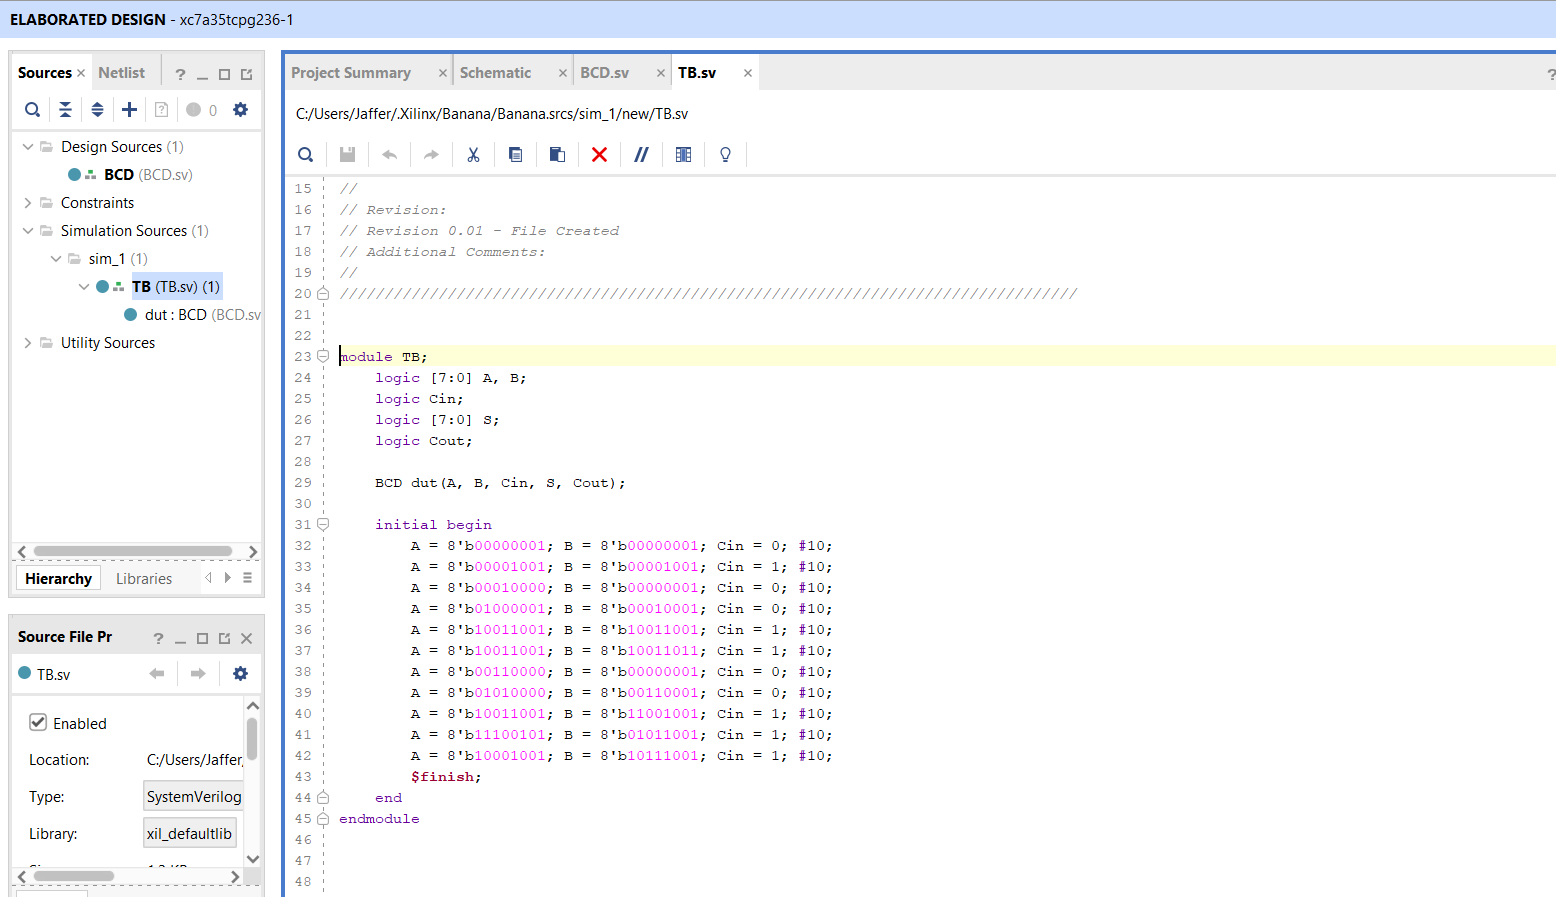 ELABORATED DESIGN - xc7a35tcpg236-1
Sources × Netlist ? _
0
Design Sources (1)
BCD (BCD.sv)
Constraints
Simulation Sources (1)
sim_1 (1)
TB (TB.sv) (1)
dut : BCD (BCD.sv
Utility Sources
Hierarchy Libraries
Source File Pr ? _ ×
TB.sv
Enabled
Location: C:/Users/Jaffer/
Type: SystemVerilog
Library: xil_defaultlib
Project Summary × Schematic × BCD.sv × TB.sv × ?
C:/Users/Jaffer/.Xilinx/Banana/Banana.srcs/sim_1/new/TB.sv
15 //
16 // Revision:
17 // Revision 0.01 - File Created
18 // Additional Comments:
19 //
20 //////////////////////////////////////////////////////////////////////////////////
21
22
23 module TB;
24 logic [7:0] A, B;
25 logic Cin;
26 logic [7:0] S;
27 logic Cout;
28
29 BCD dut(A, B, Cin, S, Cout);
30
31 initial begin
32 A = 8'b00000001; B = 8'b00000001; Cin = 0; #10;
33 A = 8'b00001001; B = 8'b00001001; Cin = 1; #10;
34 A = 8'b00010000; B = 8'b00000001; Cin = 0; #10;
35 A = 8'b01000001; B = 8'b00010001; Cin = 0; #10;
36 A = 8'b10011001; B = 8'b10011001; Cin = 1; #10;
37 A = 8'b10011001; B = 8'b10011011; Cin = 1; #10;
38 A = 8'b00110000; B = 8'b00000001; Cin = 0; #10;
39 A = 8'b01010000; B = 8'b00110001; Cin = 0; #10;
40 A = 8'b10011001; B = 8'b11001001; Cin = 1; #10;
41 A = 8'b11100101; B = 8'b01011001; Cin = 1; #10;
42 A = 8'b10001001; B = 8'b10111001; Cin = 1; #10;
43 $finish;
44 end
45 endmodule
46
47
48